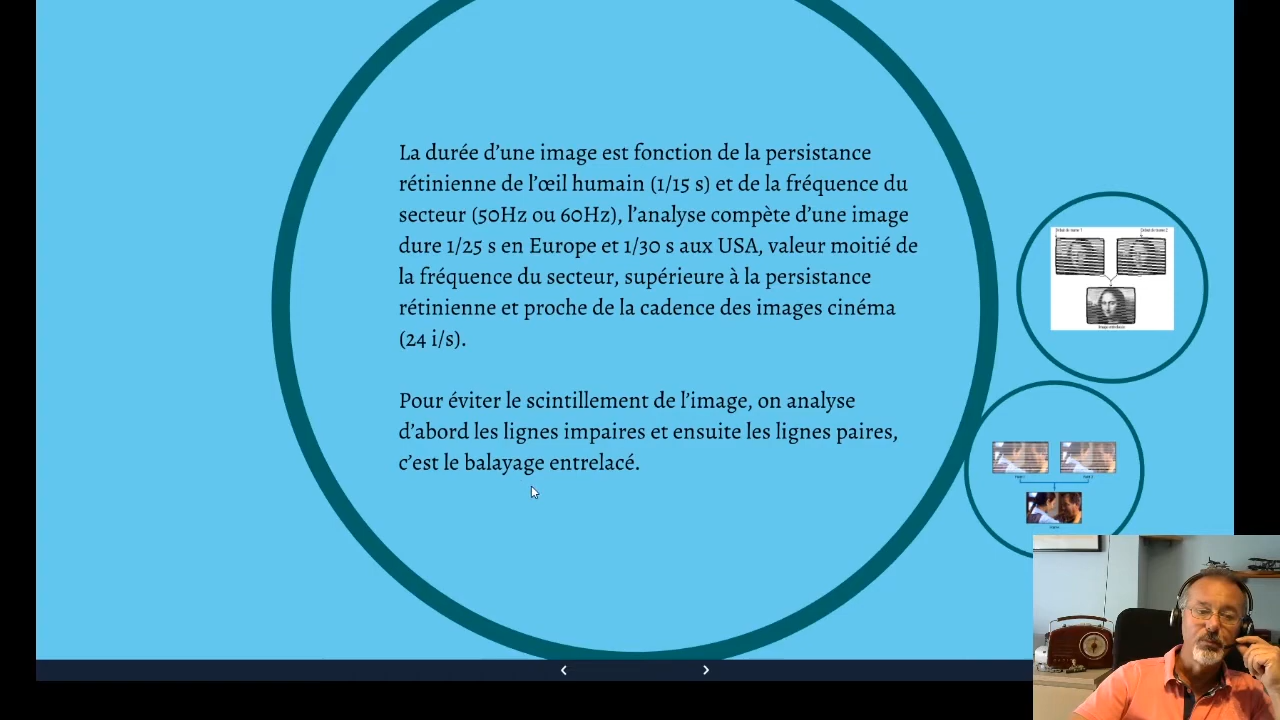 La durée d’une image est fonction de la persistance
rétinienne de l’œil humain (1/15 s) et de la fréquence du
secteur (50Hz ou 60Hz), l’analyse compète d’une image
dure 1/25 s en Europe et 1/30 s aux USA, valeur moitié de
la fréquence du secteur, supérieure à la persistance
rétinienne et proche de la cadence des images cinéma
(24 i/s).
Pour éviter le scintillement de l’image, on analyse
d’abord les lignes impaires et ensuite les lignes paires,
c’est le balayage entrelacé.